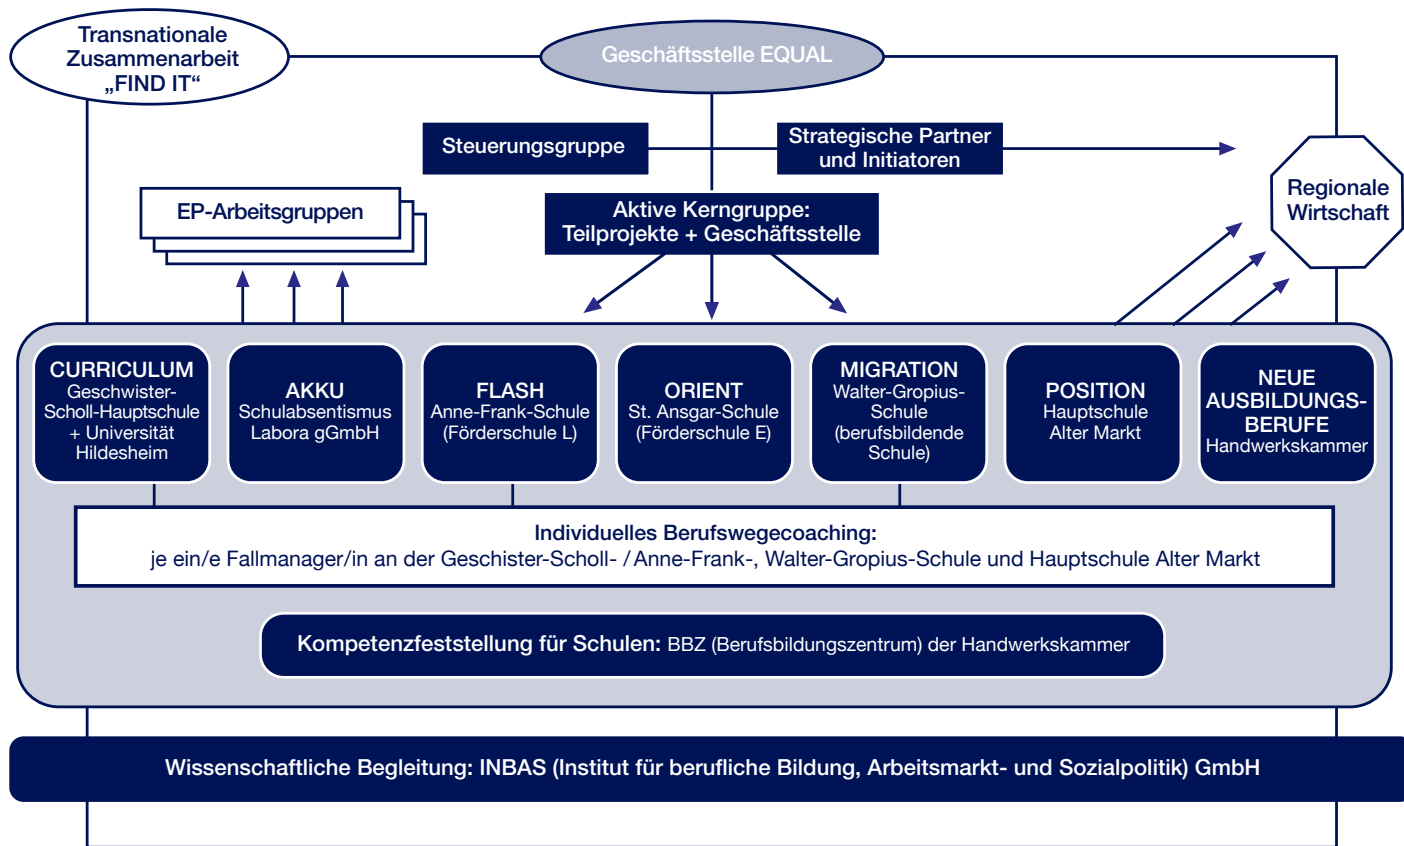 Transnationale
Zusammenarbeit
„FIND IT“
Geschäftsstelle EQUAL
Steuerungsgruppe
Strategische Partner
und Initiatoren
Regionale
Wirtschaft
EP-Arbeitsgruppen
Aktive Kerngruppe:
Teilprojekte + Geschäftsstelle
CURRICULUM
Geschwister-
Scholl-Hauptschule
+ Universität
Hildesheim
AKKU
Schulabsentismus
Labora gGmbH
FLASH
Anne-Frank-Schule
(Förderschule L)
ORIENT
St. Ansgar-Schule
(Förderschule E)
MIGRATION
Walter-Gropius-
Schule
(berufsbildende
Schule)
POSITION
Hauptschule
Alter Markt
NEUE
AUSBILDUNGS-
BERUFE
Handwerkskammer
Individuelles Berufswegecoaching:
je ein/e Fallmanager/in an der Geschister-Scholl- / Anne-Frank-, Walter-Gropius-Schule und Hauptschule Alter Markt
Kompetenzfeststellung für Schulen: BBZ (Berufsbildungszentrum) der Handwerkskammer
Wissenschaftliche Begleitung: INBAS (Institut für berufliche Bildung, Arbeitsmarkt- und Sozialpolitik) GmbH